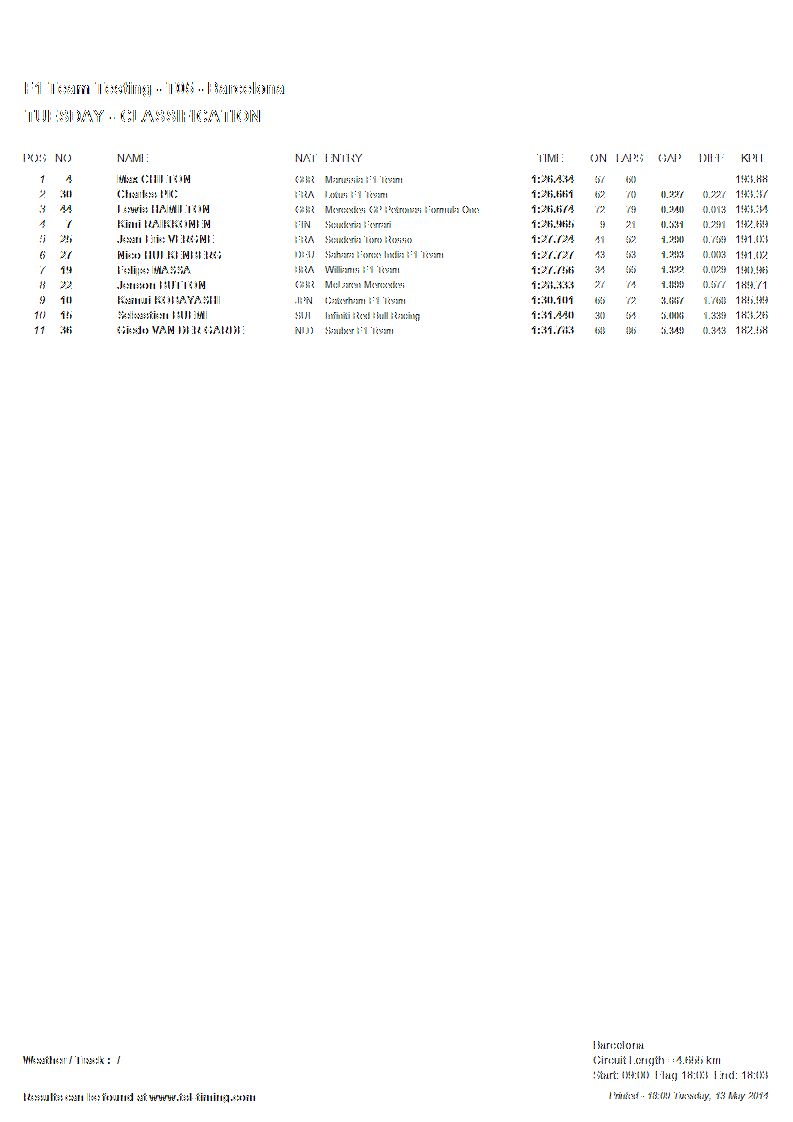 F1 Team Testing - T05 - Barcelona
TUESDAY - CLASSIFICATION
POS NO NAME NAT ENTRY TIME ON LAPS GAP DIFF KPH
1 4 Max CHILTON GBR Marussia F1 Team 1:26.434 57 60 193.88
2 30 Charles PIC FRA Lotus F1 Team 1:26.661 62 70 0.227 0.227 193.37
3 44 Lewis HAMILTON GBR Mercedes GP Petronas Formula One 1:26.674 72 79 0.240 0.013 193.34
4 7 Kimi RAIKKONEN FIN Scuderia Ferrari 1:26.965 9 21 0.531 0.291 192.69
5 25 Jean Eric VERGNE FRA Scuderia Toro Rosso 1:27.724 41 52 1.290 0.759 191.03
6 27 Nico HULKENBERG DEU Sahara Force India F1 Team 1:27.727 43 53 1.293 0.003 191.02
7 19 Felipe MASSA BRA Williams F1 Team 1:27.756 34 55 1.322 0.029 190.96
8 22 Jenson BUTTON GBR McLaren Mercedes 1:28.333 27 74 1.899 0.577 189.71
9 10 Kamui KOBAYASHI JPN Caterham F1 Team 1:30.101 65 72 3.667 1.768 185.99
10 15 Sebastien BUEMI SUI Infiniti Red Bull Racing 1:31.440 30 54 5.006 1.339 183.26
11 36 Giedo VAN DER GARDE NLD Sauber F1 Team 1:31.783 68 86 5.349 0.343 182.58
Barcelona
Weather / Track : /
Circuit Length - 4.655 km
Start: 09:00 Flag 18:03 End: 18:03
Results can be found at www.tsl-timing.com
Printed - 18:09 Tuesday, 13 May 2014